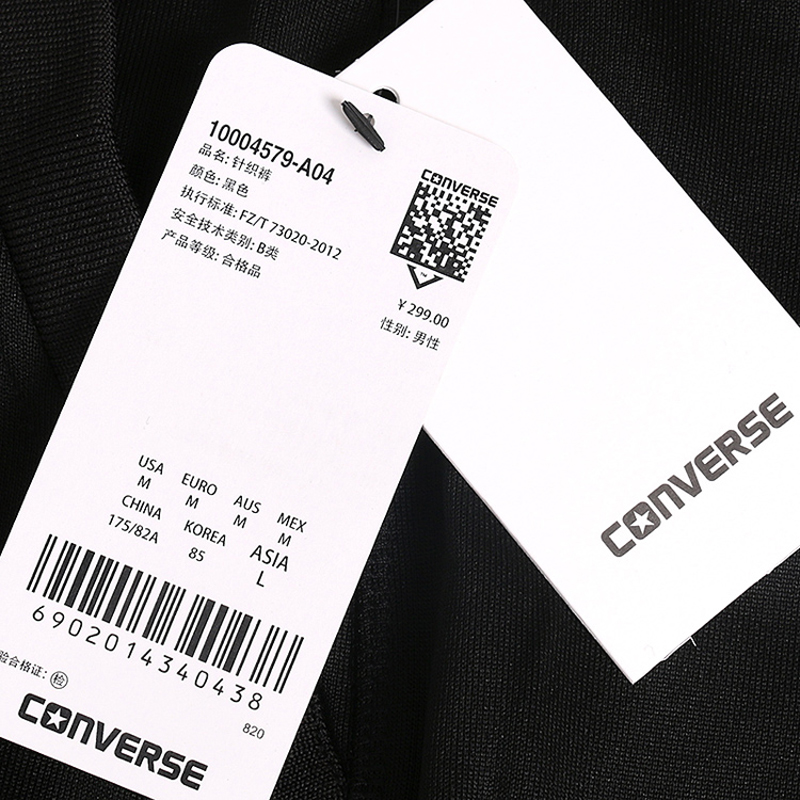 10004579-A04
品名: 针织裤
颜色: 黑色
执行标准: FZ/T 73020-2012
安全技术类别: B类
产品等级: 合格品
CONVERSE
TM
¥ 299.00
性别: 男性
USA EURO AUS MEX
M M M M
CHINA KOREA ASIA
175/82A 85 L
6902014340438
验合格证: 检
820
CONVERSE
CONVERSE